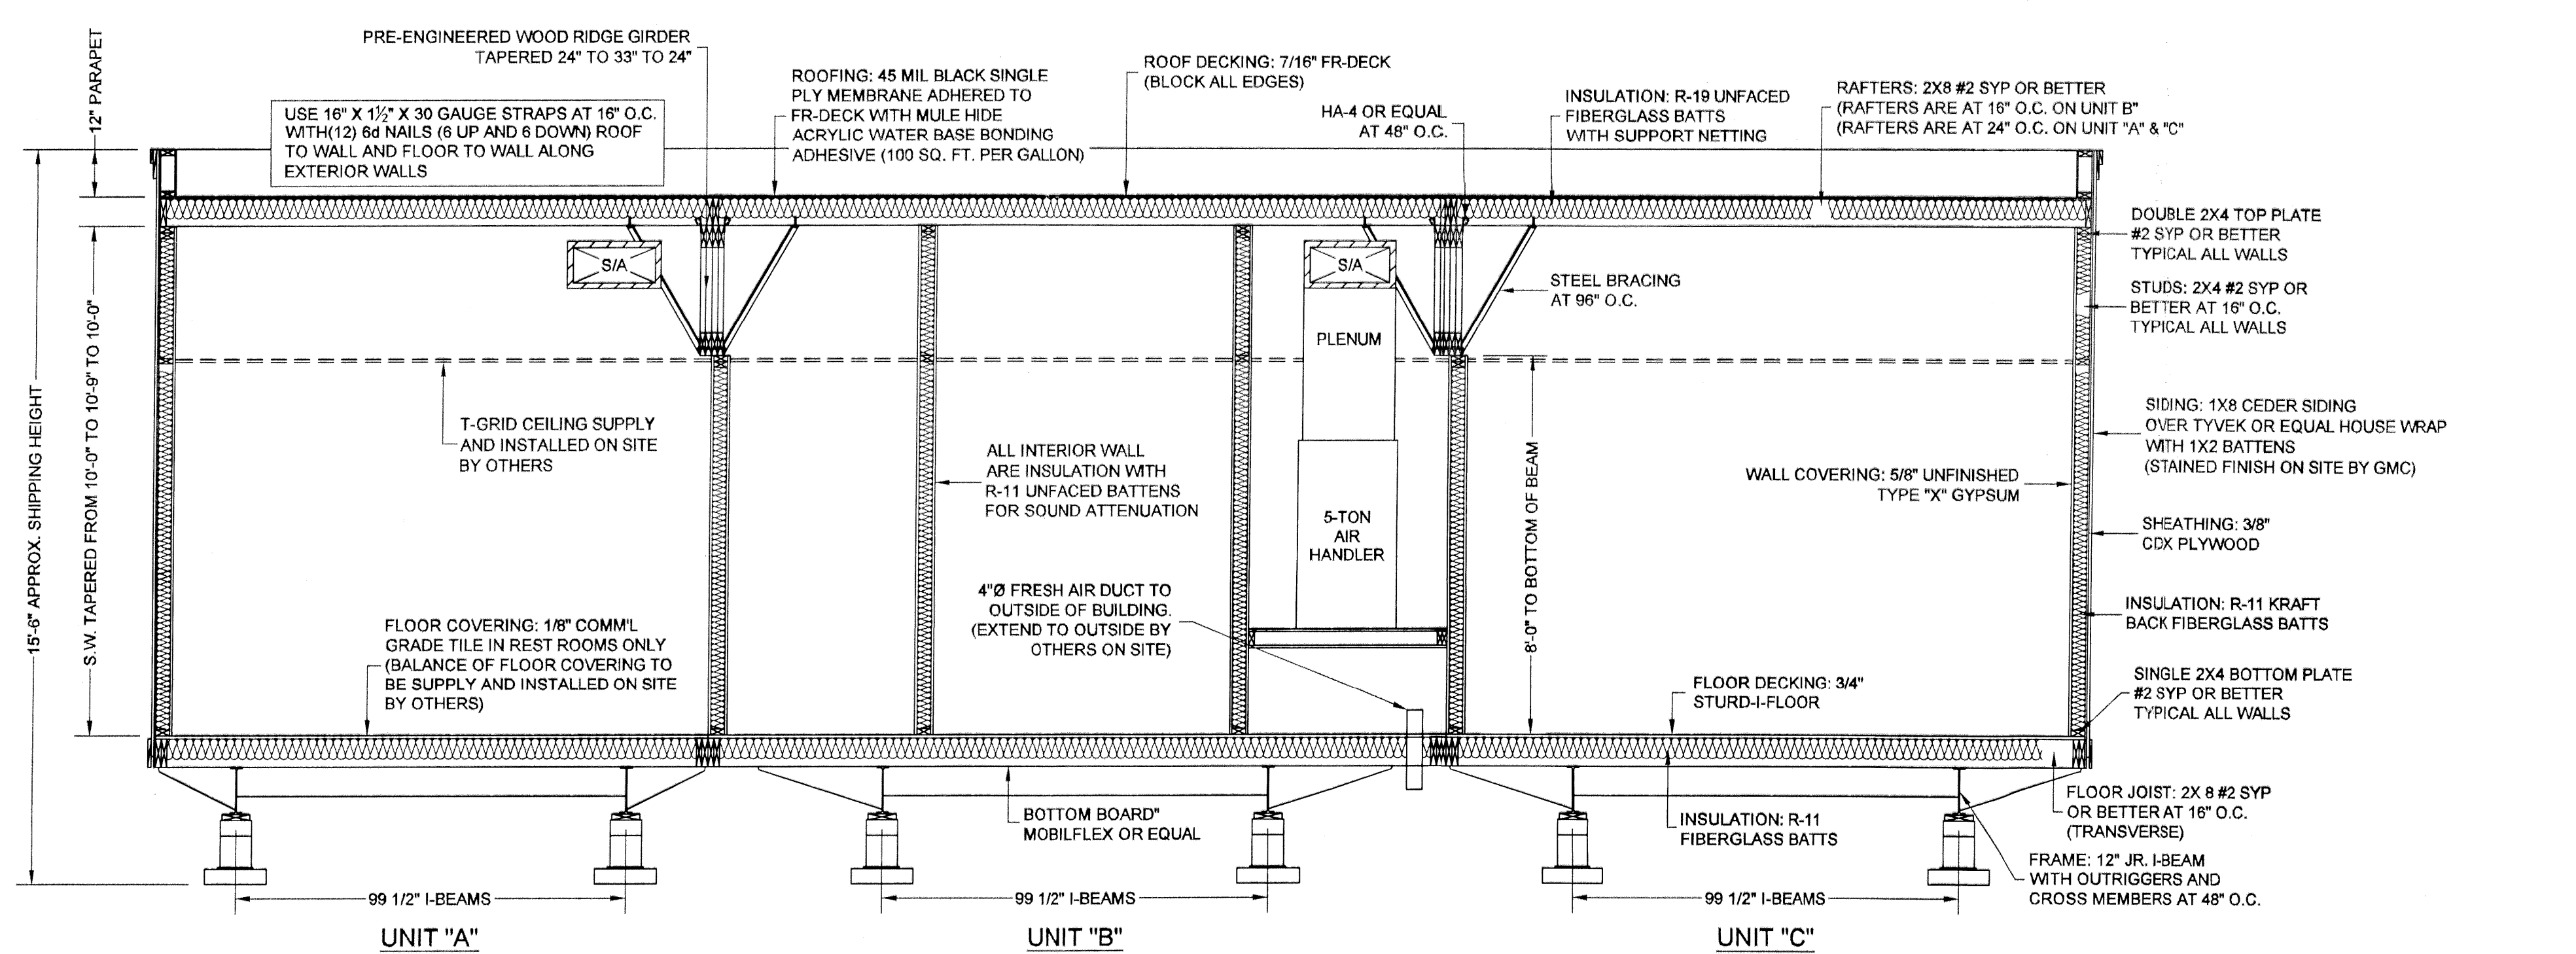 12" PARAPET
15'-6" APPROX. SHIPPING HEIGHT
S.W. TAPERED FROM 10'-0" TO 10'-9" TO 10'-0"
PRE-ENGINEERED WOOD RIDGE GIRDER
TAPERED 24" TO 33" TO 24"
USE 16" X 1½" X 30 GAUGE STRAPS AT 16" O.C.
WITH(12) 6d NAILS (6 UP AND 6 DOWN) ROOF
TO WALL AND FLOOR TO WALL ALONG
EXTERIOR WALLS
ROOFING: 45 MIL BLACK SINGLE
PLY MEMBRANE ADHERED TO
FR-DECK WITH MULE HIDE
ACRYLIC WATER BASE BONDING
ADHESIVE (100 SQ. FT. PER GALLON)
ROOF DECKING: 7/16" FR-DECK
(BLOCK ALL EDGES)
HA-4 OR EQUAL
AT 48" O.C.
INSULATION: R-19 UNFACED
FIBERGLASS BATTS
WITH SUPPORT NETTING
RAFTERS: 2X8 #2 SYP OR BETTER
(RAFTERS ARE AT 16" O.C. ON UNIT B"
(RAFTERS ARE AT 24" O.C. ON UNIT "A" & "C"
DOUBLE 2X4 TOP PLATE
#2 SYP OR BETTER
TYPICAL ALL WALLS
STUDS: 2X4 #2 SYP OR
BETTER AT 16" O.C.
TYPICAL ALL WALLS
S/A
S/A
STEEL BRACING
AT 96" O.C.
PLENUM
T-GRID CEILING SUPPLY
AND INSTALLED ON SITE
BY OTHERS
ALL INTERIOR WALL
ARE INSULATION WITH
R-11 UNFACED BATTENS
FOR SOUND ATTENUATION
5-TON
AIR
HANDLER
8'-0" TO BOTTOM OF BEAM
WALL COVERING: 5/8" UNFINISHED
TYPE "X" GYPSUM
SIDING: 1X8 CEDER SIDING
OVER TYVEK OR EQUAL HOUSE WRAP
WITH 1X2 BATTENS
(STAINED FINISH ON SITE BY GMC)
SHEATHING: 3/8"
CDX PLYWOOD
INSULATION: R-11 KRAFT
BACK FIBERGLASS BATTS
FLOOR COVERING: 1/8" COMM'L
GRADE TILE IN REST ROOMS ONLY
(BALANCE OF FLOOR COVERING TO
BE SUPPLY AND INSTALLED ON SITE
BY OTHERS)
4"Ø FRESH AIR DUCT TO
OUTSIDE OF BUILDING.
(EXTEND TO OUTSIDE BY
OTHERS ON SITE)
FLOOR DECKING: 3/4"
STURD-I-FLOOR
SINGLE 2X4 BOTTOM PLATE
#2 SYP OR BETTER
TYPICAL ALL WALLS
BOTTOM BOARD"
MOBILFLEX OR EQUAL
INSULATION: R-11
FIBERGLASS BATTS
FLOOR JOIST: 2X 8 #2 SYP
OR BETTER AT 16" O.C.
(TRANSVERSE)
FRAME: 12" JR. I-BEAM
WITH OUTRIGGERS AND
CROSS MEMBERS AT 48" O.C.
99 1/2" I-BEAMS
99 1/2" I-BEAMS
99 1/2" I-BEAMS
UNIT "A"
UNIT "B"
UNIT "C"